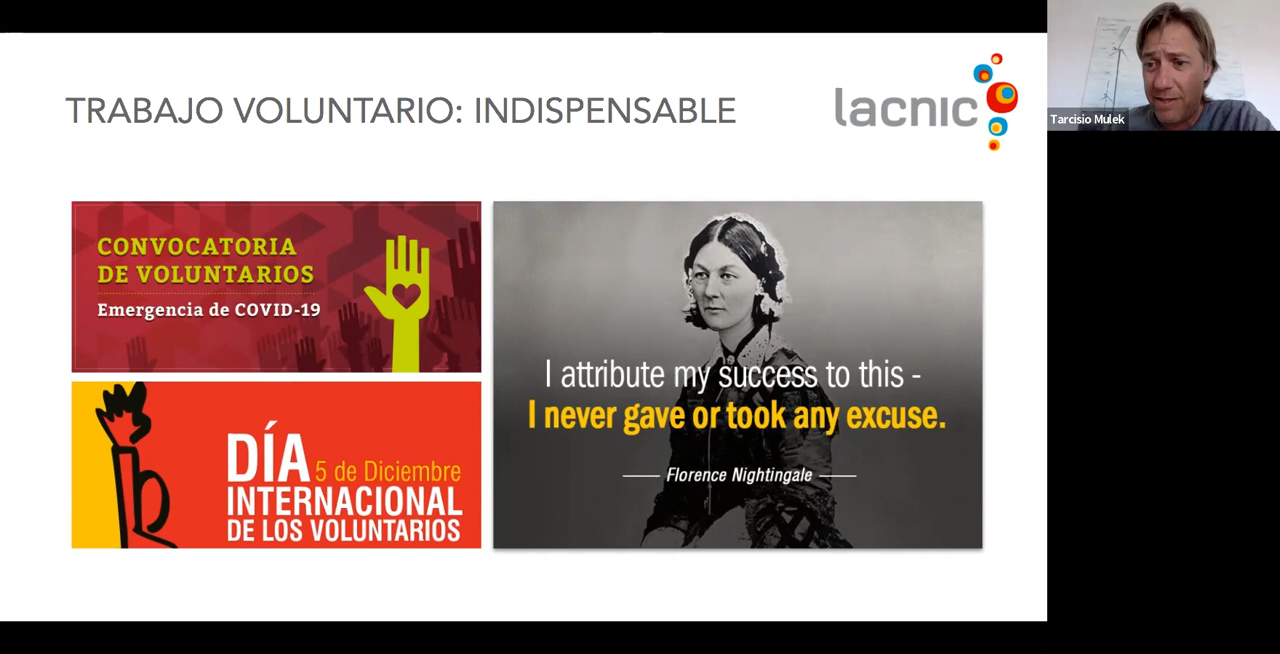 TRABAJO VOLUNTARIO: INDISPENSABLE
lacnic
Tarcisio Mulek
CONVOCATORIA
DE VOLUNTARIOS
Emergencia de COVID-19
DÍA 5 de Diciembre
INTERNACIONAL
DE LOS VOLUNTARIOS
I attribute my success to this -
I never gave or took any excuse.
Florence Nightingale